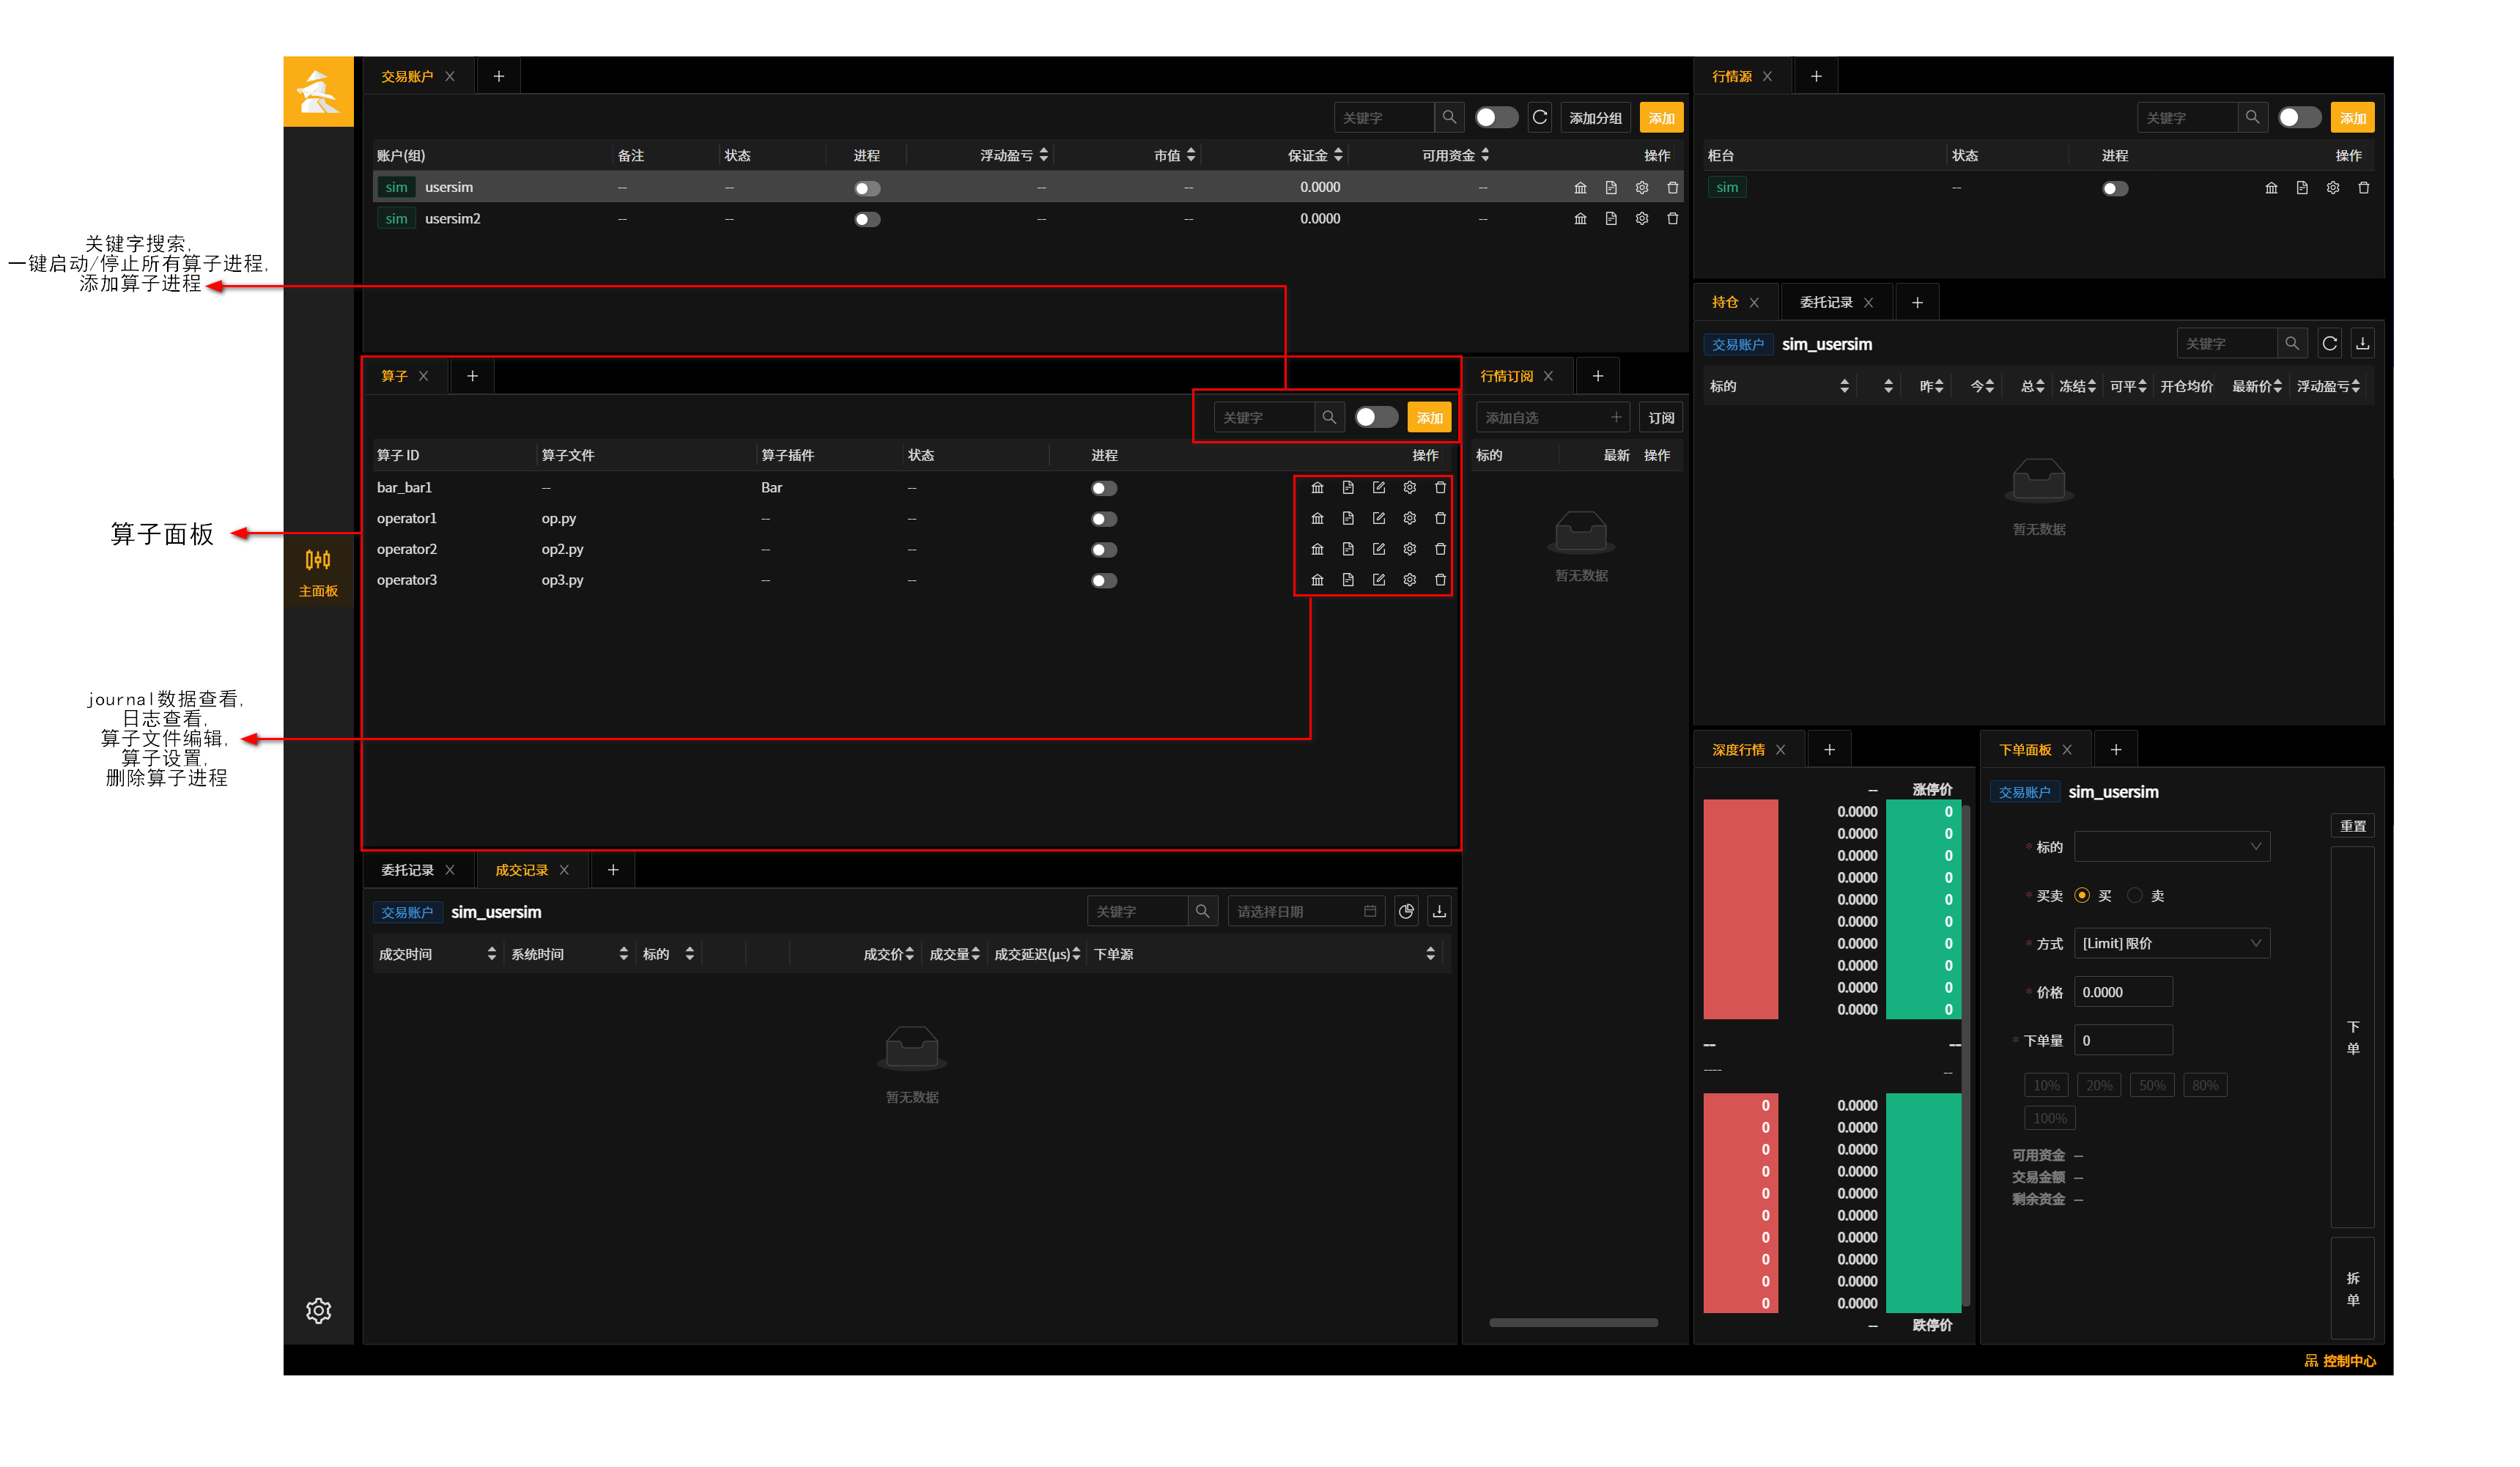 关键字搜索,
一键启动/停止所有算子进程,
添加算子进程
算子面板
journal数据查看,
日志查看,
算子文件编辑,
算子设置,
删除算子进程
主面板
交易账户
关键字 添加分组 添加
账户(组) 备注 状态 进程 浮动盈亏 市值 保证金 可用资金 操作
sim usersim -- -- -- -- 0.0000 --
sim usersim2 -- -- -- -- 0.0000 --
算子
关键字 添加
算子 ID 算子文件 算子插件 状态 进程 操作
bar_bar1 -- Bar --
operator1 op.py -- --
operator2 op2.py -- --
operator3 op3.py -- --
行情订阅
添加自选 订阅
标的 最新 操作
暂无数据
委托记录 成交记录
交易账户 sim_usersim 关键字 请选择日期
成交时间 系统时间 标的 成交价 成交量 成交延迟(μs) 下单源
暂无数据
行情源
关键字 添加
柜台 状态 进程 操作
sim --
持仓 委托记录
交易账户 sim_usersim 关键字
标的 昨 今 总 冻结 可平 开仓均价 最新价 浮动盈亏
暂无数据
深度行情
-- 涨停价
0.0000 0
0.0000 0
0.0000 0
0.0000 0
0.0000 0
0.0000 0
0.0000 0
0.0000 0
0.0000 0
0.0000 0
-- --
---- --
0 0.0000
0 0.0000
0 0.0000
0 0.0000
0 0.0000
0 0.0000
0 0.0000
0 0.0000
0 0.0000
0 0.0000
-- 跌停价
下单面板
交易账户 sim_usersim
重置
* 标的
* 买卖 买 卖
* 方式 [Limit] 限价
* 价格 0.0000
* 下单量 0
10% 20% 50% 80%
100%
可用资金 --
交易金额 --
剩余资金 --
下
单
拆
单
控制中心